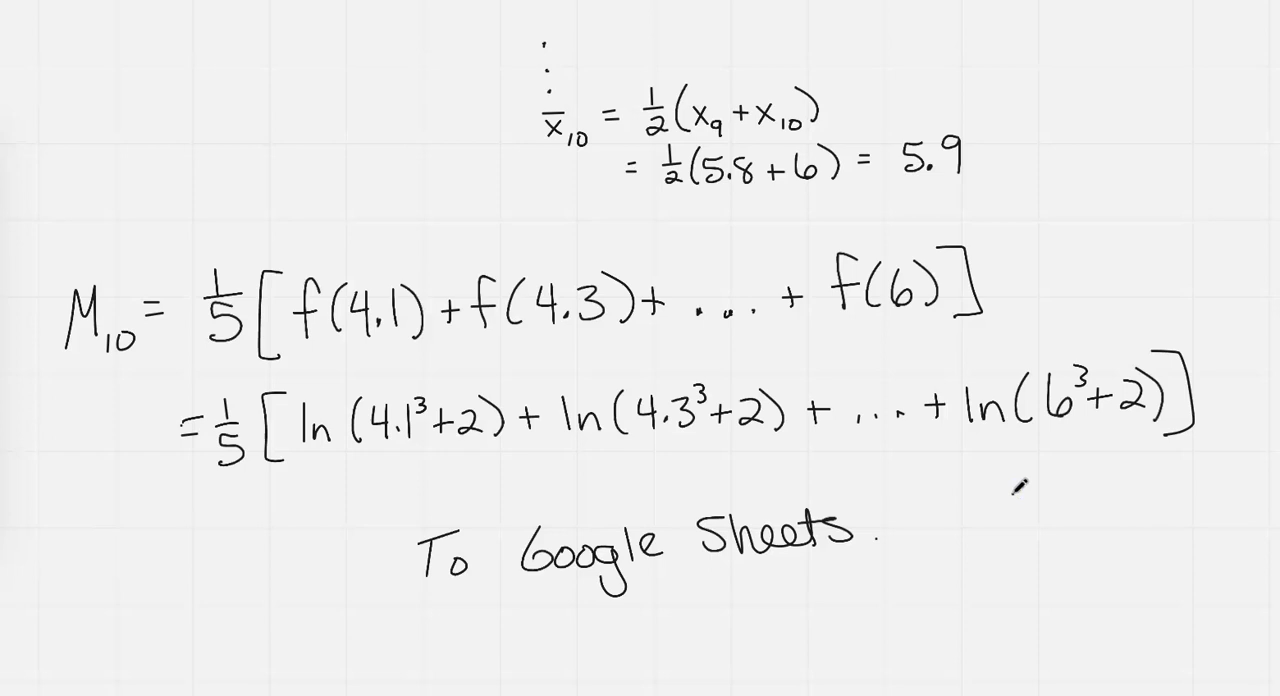 ⋮
x̄₁₀ = ½(x₉ + x₁₀)
= ½(5.8 + 6) = 5.9
M₁₀ = 1/5 [f(4.1) + f(4.3) + .... + f(6)]
= 1/5 [ln(4.1³+2) + ln(4.3³+2) + ... + ln(6³+2)]
To Google Sheets.